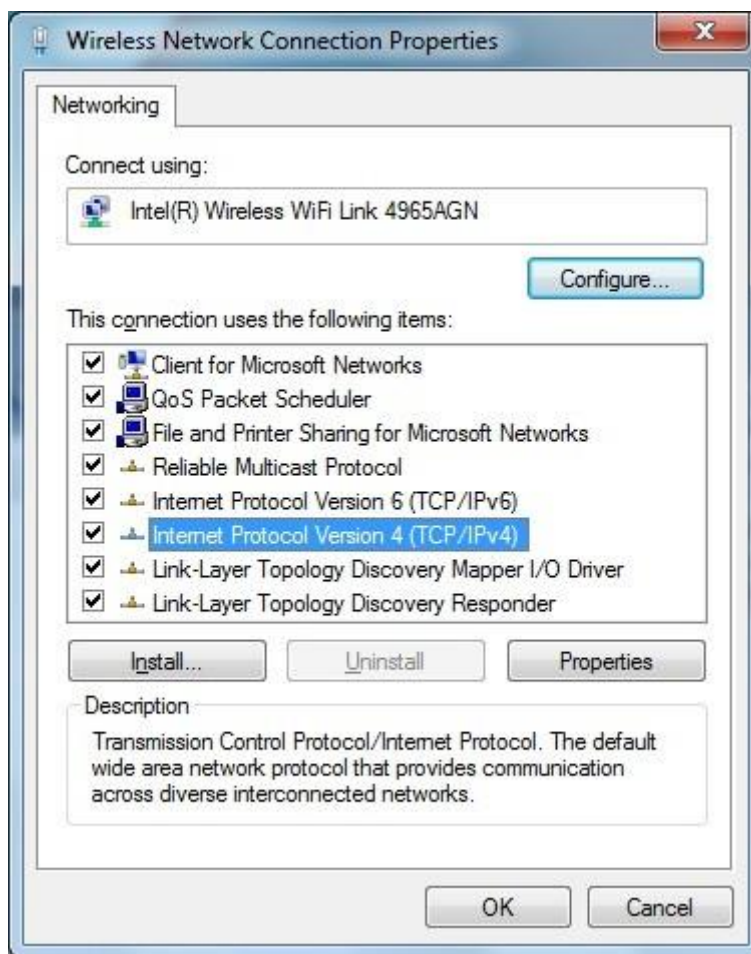 Wireless Network Connection Properties
Networking
Connect using:
Intel(R) Wireless WiFi Link 4965AGN
Configure...
This connection uses the following items:
Client for Microsoft Networks
QoS Packet Scheduler
File and Printer Sharing for Microsoft Networks
Reliable Multicast Protocol
Internet Protocol Version 6 (TCP/IPv6)
Internet Protocol Version 4 (TCP/IPv4)
Link-Layer Topology Discovery Mapper I/O Driver
Link-Layer Topology Discovery Responder
Install... Uninstall Properties
Description
Transmission Control Protocol/Internet Protocol. The default
wide area network protocol that provides communication
across diverse interconnected networks.
OK Cancel